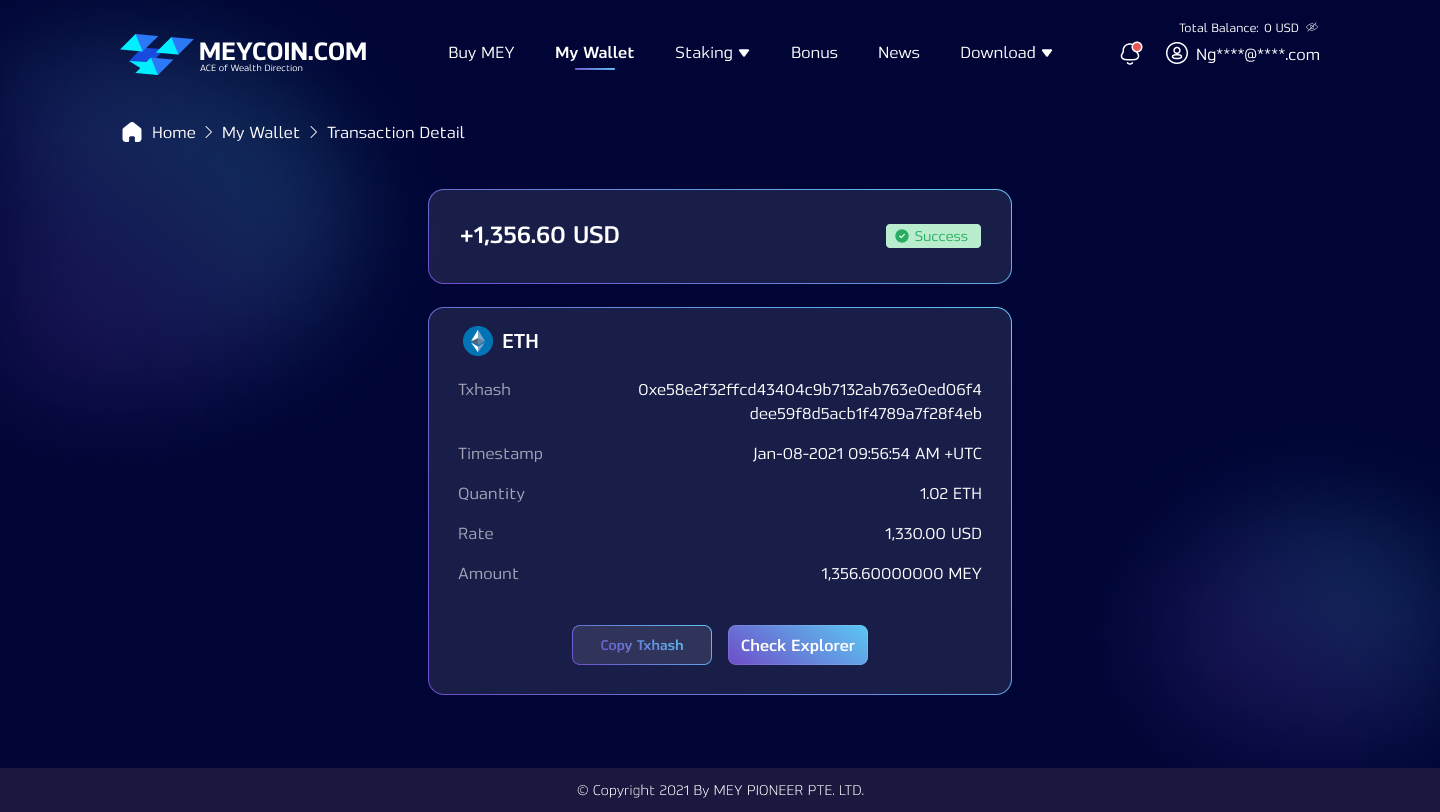 Total Balance: 0 USD
MEYCOIN.COM
ACE of Wealth Direction
Buy MEY My Wallet Staking Bonus News Download
Ng****@****.com
Home > My Wallet > Transaction Detail
+1,356.60 USD
Success
ETH
Txhash 0xe58e2f32ffcd43404c9b7132ab763e0ed06f4
dee59f8d5acb1f4789a7f28f4eb
Timestamp Jan-08-2021 09:56:54 AM +UTC
Quantity 1.02 ETH
Rate 1,330.00 USD
Amount 1,356.60000000 MEY
Copy Txhash Check Explorer
© Copyright 2021 By MEY PIONEER PTE. LTD.